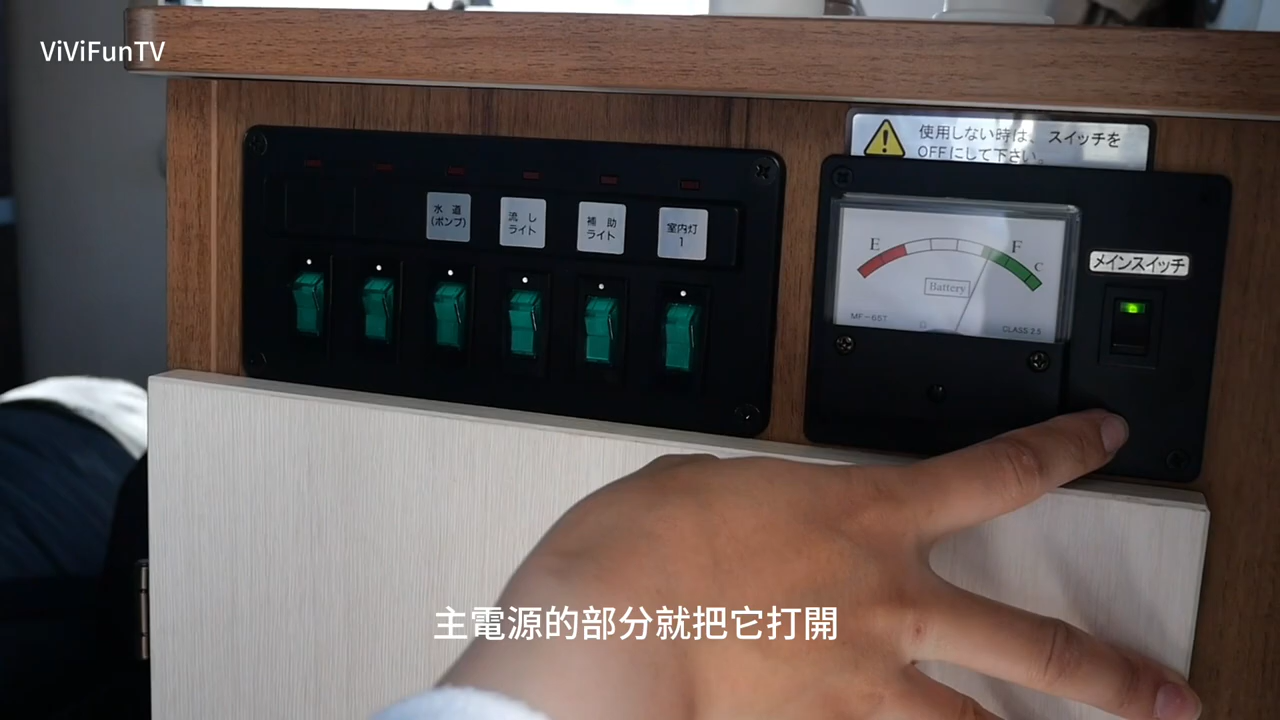 ViViFunTV
使用しない時は、スイッチを
OFFにして下さい。
水道
(ポンプ)
流し
ライト
補助
ライト
室内灯
1
E
F
C
Battery
MF-65T
CLASS 2.5
メインスイッチ
主電源的部分就把它打開